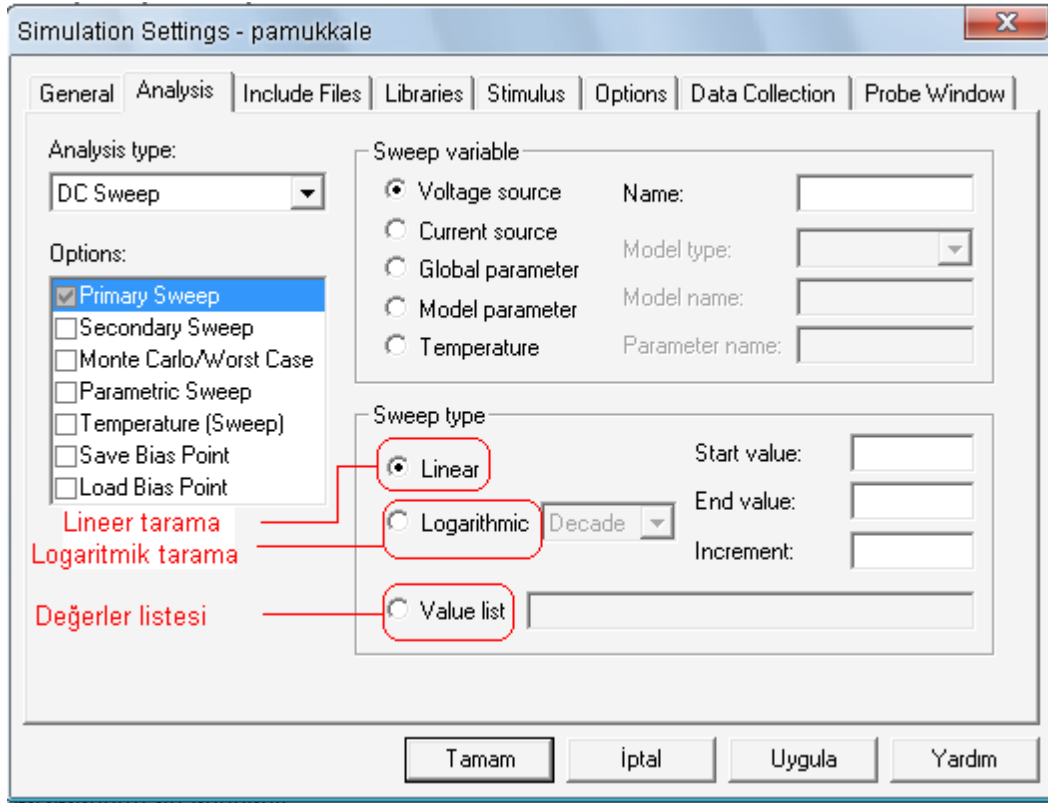 Simulation Settings - pamukkale
General Analysis Include Files Libraries Stimulus Options Data Collection Probe Window
Analysis type:
DC Sweep
Options:
Primary Sweep
Secondary Sweep
Monte Carlo/Worst Case
Parametric Sweep
Temperature (Sweep)
Save Bias Point
Load Bias Point
Lineer tarama
Logaritmik tarama
Değerler listesi
Sweep variable
Voltage source
Current source
Global parameter
Model parameter
Temperature
Name:
Model type:
Model name:
Parameter name:
Sweep type
Linear
Logarithmic Decade
Value list
Start value:
End value:
Increment:
Tamam İptal Uygula Yardım